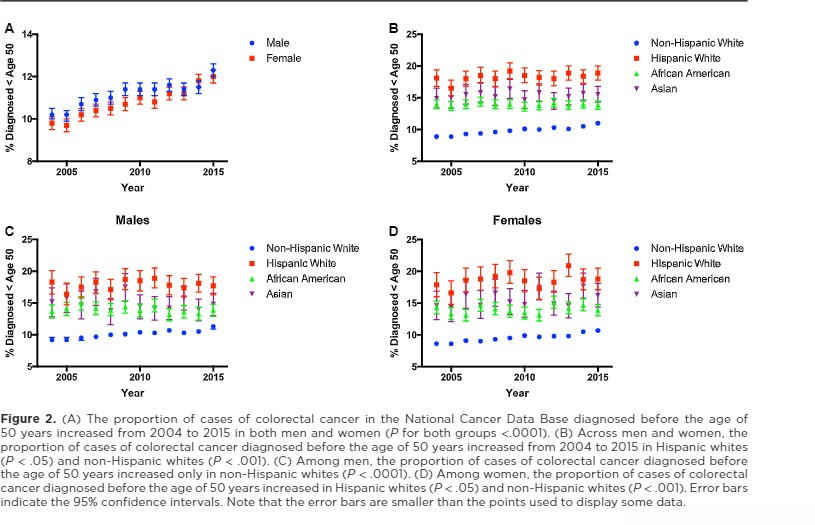 A
14
12
10
8
% Diagnosed < Age 50
2005
2010
2015
Year
Male
Female
B
25
20
15
10
5
% Diagnosed < Age 50
2005
2010
2015
Year
Non-Hispanic White
Hispanic White
African American
Asian
C
Males
25
20
15
10
5
% Diagnosed < Age 50
2005
2010
2015
Year
Non-Hispanic White
Hispanic White
African American
Asian
D
Females
25
20
15
10
5
% Diagnosed < Age 50
2005
2010
2015
Year
Non-Hispanic White
Hispanic White
African American
Asian
Figure 2. (A) The proportion of cases of colorectal cancer in the National Cancer Data Base diagnosed before the age of
50 years increased from 2004 to 2015 in both men and women (P for both groups <.0001). (B) Across men and women, the
proportion of cases of colorectal cancer diagnosed before the age of 50 years increased from 2004 to 2015 in Hispanic whites
(P < .05) and non-Hispanic whites (P < .001). (C) Among men, the proportion of cases of colorectal cancer diagnosed before
the age of 50 years increased only in non-Hispanic whites (P < .0001). (D) Among women, the proportion of cases of colorectal
cancer diagnosed before the age of 50 years increased in Hispanic whites (P < .05) and non-Hispanic whites (P < .001). Error bars
indicate the 95% confidence intervals. Note that the error bars are smaller than the points used to display some data.